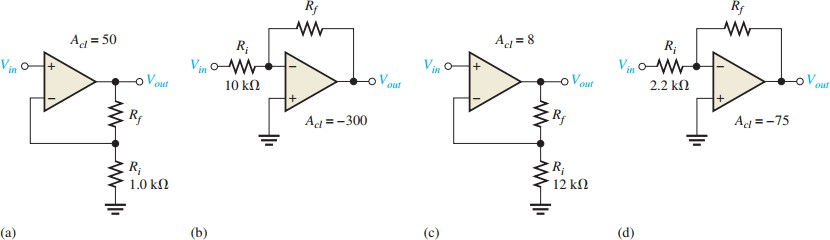 A_cl = 50
V_in
+
−
V_out
R_f
R_i
1.0 kΩ
(a)
R_f
R_i
V_in
10 kΩ
−
+
V_out
A_cl = −300
(b)
A_cl = 8
V_in
+
−
V_out
R_f
R_i
12 kΩ
(c)
R_f
R_i
V_in
2.2 kΩ
−
+
V_out
A_cl = −75
(d)